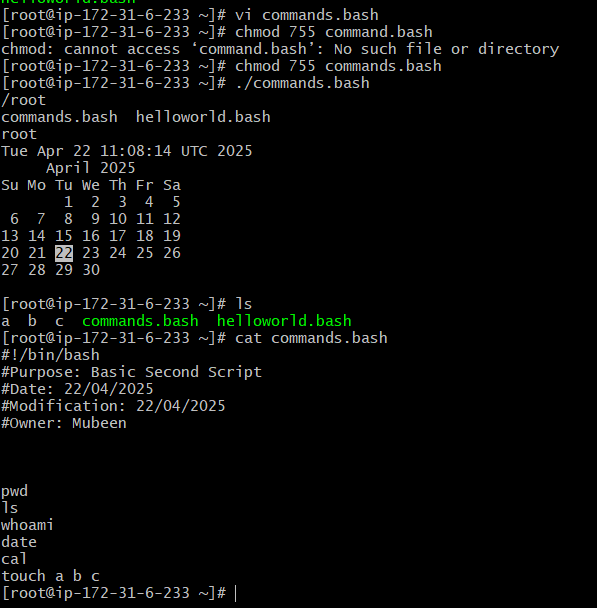 helloworld.bash
[root@ip-172-31-6-233 ~]# vi commands.bash
[root@ip-172-31-6-233 ~]# chmod 755 command.bash
chmod: cannot access ‘command.bash’: No such file or directory
[root@ip-172-31-6-233 ~]# chmod 755 commands.bash
[root@ip-172-31-6-233 ~]# ./commands.bash
/root
commands.bash  helloworld.bash
root
Tue Apr 22 11:08:14 UTC 2025
     April 2025
Su Mo Tu We Th Fr Sa
       1  2  3  4  5
 6  7  8  9 10 11 12
13 14 15 16 17 18 19
20 21 22 23 24 25 26
27 28 29 30
[root@ip-172-31-6-233 ~]# ls
a  b  c  commands.bash  helloworld.bash
[root@ip-172-31-6-233 ~]# cat commands.bash
#!/bin/bash
#Purpose: Basic Second Script
#Date: 22/04/2025
#Modification: 22/04/2025
#Owner: Mubeen
pwd
ls
whoami
date
cal
touch a b c
[root@ip-172-31-6-233 ~]#